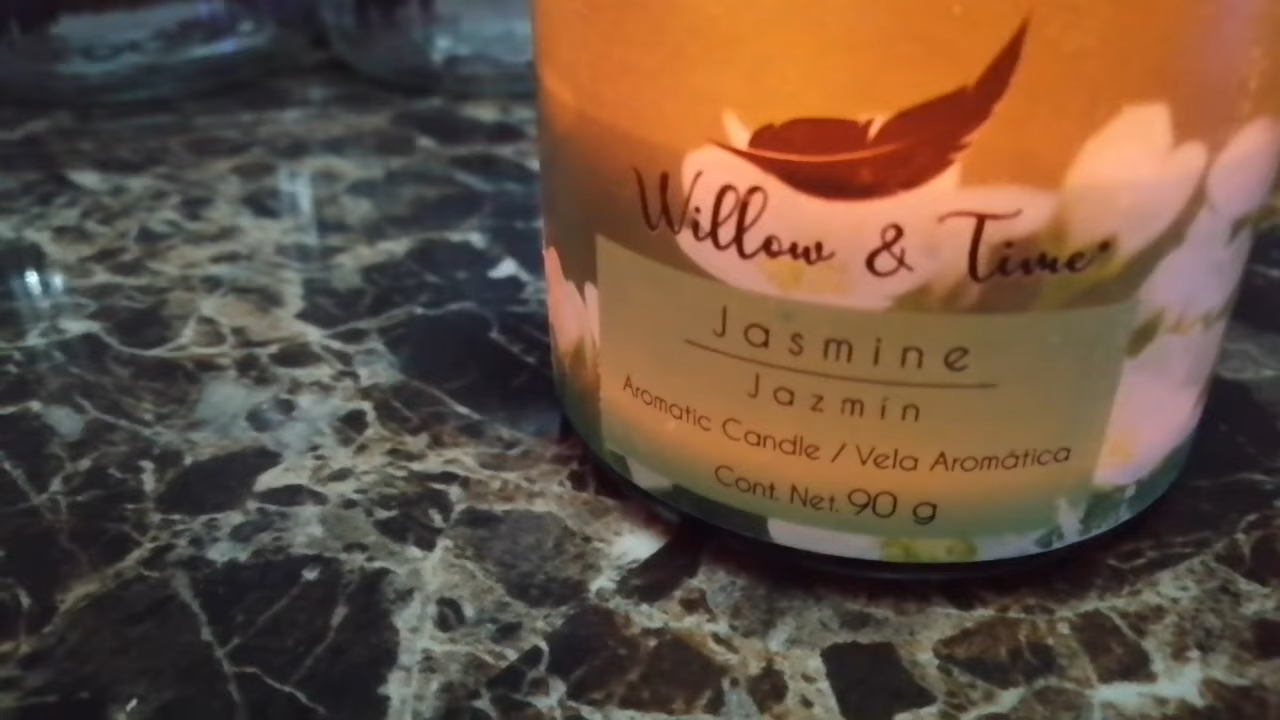 Willow & Time
Jasmine
Jazmín
Aromatic Candle / Vela Aromática
Cont. Net. 90 g